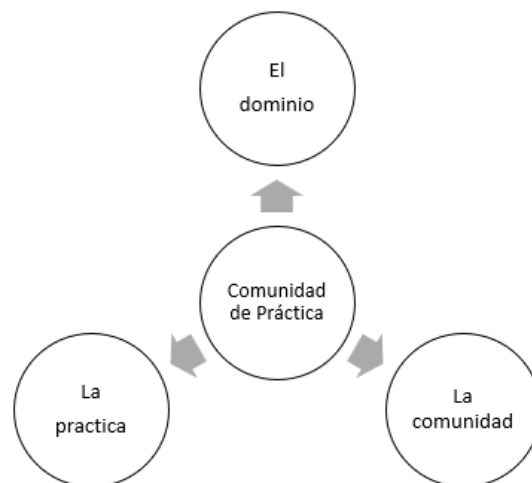 El
dominio
Comunidad
de Práctica
La
practica
La
comunidad